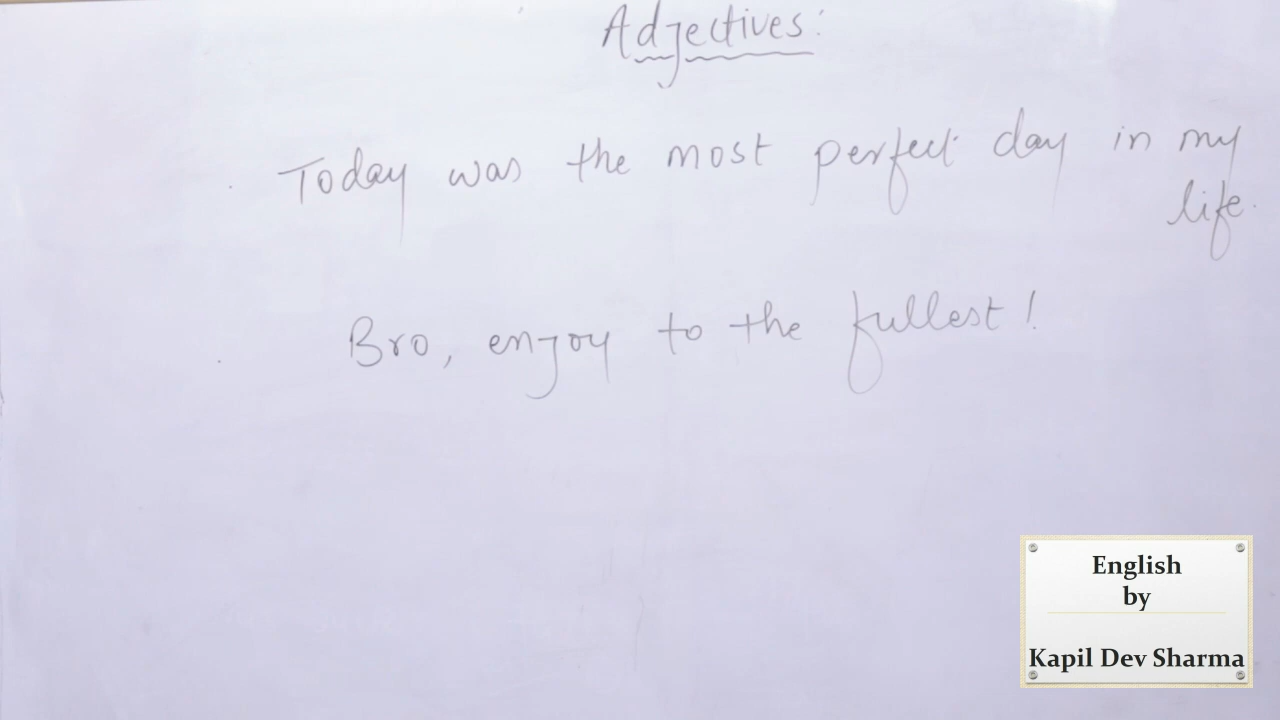 Adjectives:
Today was the most perfect day in my
life.
Bro, enjoy to the fullest!
English
by
Kapil Dev Sharma